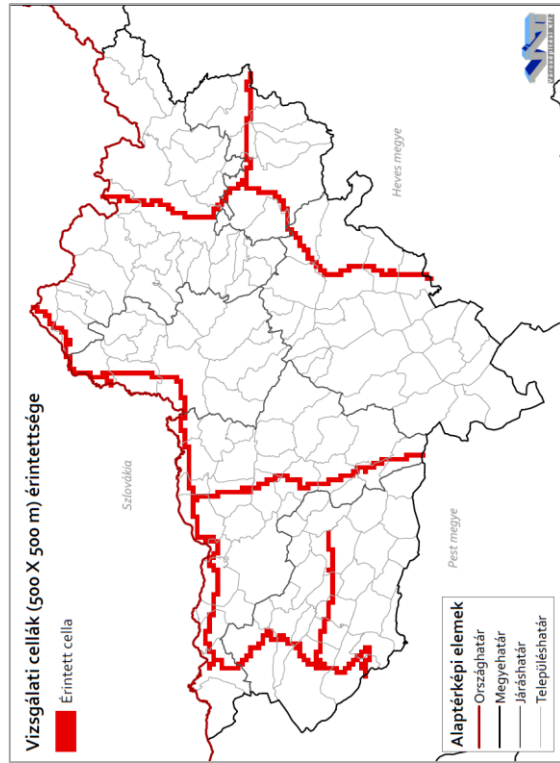 Vizsgálati cellák (500 X 500 m) érintettsége
Érintett cella
Szlovákia
Heves megye
Pest megye
Alaptérképi elemek
Országhatár
Megyehatár
Járáshatár
Településhatár